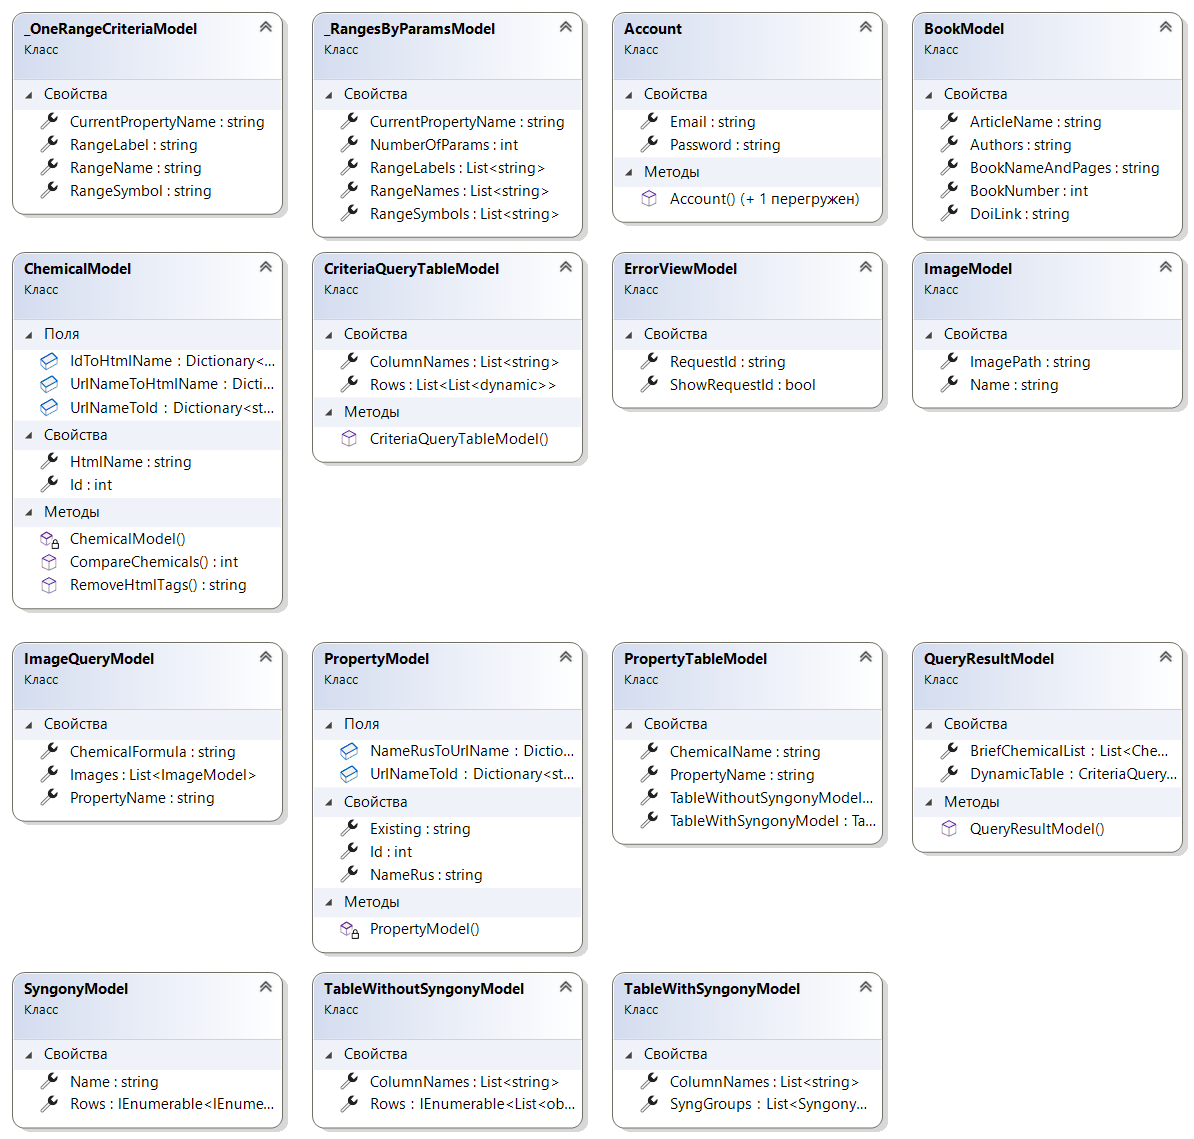 _OneRangeCriteriaModel
Класс
Свойства
CurrentPropertyName : string
RangeLabel : string
RangeName : string
RangeSymbol : string
_RangesByParamsModel
Класс
Свойства
CurrentPropertyName : string
NumberOfParams : int
RangeLabels : List<string>
RangeNames : List<string>
RangeSymbols : List<string>
Account
Класс
Свойства
Email : string
Password : string
Методы
Account() (+ 1 перегружен)
BookModel
Класс
Свойства
ArticleName : string
Authors : string
BookNameAndPages : string
BookNumber : int
DoiLink : string
ChemicalModel
Класс
Поля
IdToHtmlName : Dictionary<...
UrlNameToHtmlName : Dicti...
UrlNameToId : Dictionary<st...
Свойства
HtmlName : string
Id : int
Методы
ChemicalModel()
CompareChemicals() : int
RemoveHtmlTags() : string
CriteriaQueryTableModel
Класс
Свойства
ColumnNames : List<string>
Rows : List<List<dynamic>>
Методы
CriteriaQueryTableModel()
ErrorViewModel
Класс
Свойства
RequestId : string
ShowRequestId : bool
ImageModel
Класс
Свойства
ImagePath : string
Name : string
ImageQueryModel
Класс
Свойства
ChemicalFormula : string
Images : List<ImageModel>
PropertyName : string
PropertyModel
Класс
Поля
NameRusToUrlName : Dictio...
UrlNameToId : Dictionary<st...
Свойства
Existing : string
Id : int
NameRus : string
Методы
PropertyModel()
PropertyTableModel
Класс
Свойства
ChemicalName : string
PropertyName : string
TableWithoutSyngonyModel...
TableWithSyngonyModel : Ta...
QueryResultModel
Класс
Свойства
BriefChemicalList : List<Che...
DynamicTable : CriteriaQuery...
Методы
QueryResultModel()
SyngonyModel
Класс
Свойства
Name : string
Rows : IEnumerable<IEnume...
TableWithoutSyngonyModel
Класс
Свойства
ColumnNames : List<string>
Rows : IEnumerable<List<ob...
TableWithSyngonyModel
Класс
Свойства
ColumnNames : List<string>
SyngGroups : List<Syngony...